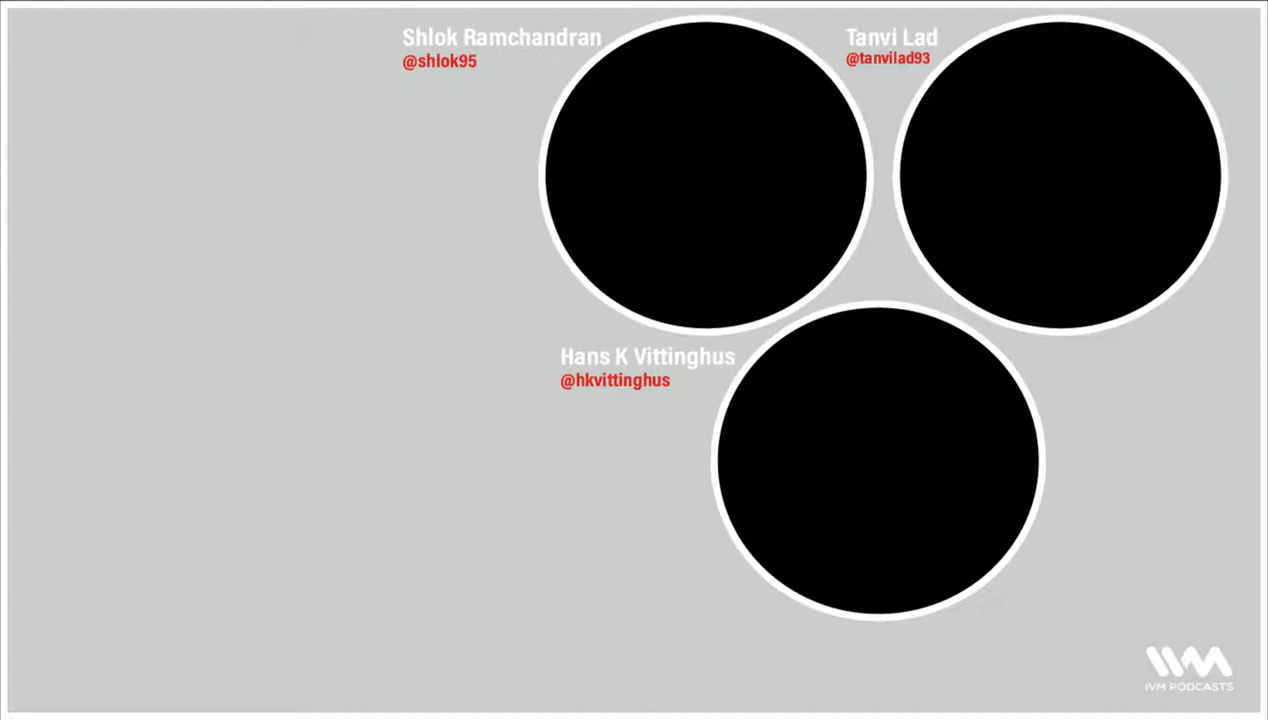 Shlok Ramchandran
@shlok95
Tanvi Lad
@tanvilad93
Hans K Vittinghus
@hkvittinghus
IVM PODCASTS